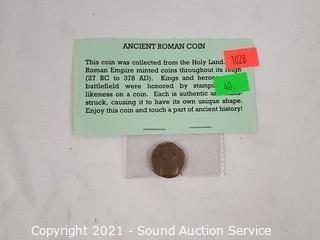 ANCIENT ROMAN COIN
This coin was collected from the Holy Land.
Roman Empire minted coins throughout its reign
(27 BC to 378 AD). Kings and heroes
battlefield were honored by stamping
likeness on a coin. Each is authentic
struck, causing it to have its own unique shape.
Enjoy this coin and touch a part of ancient history!
1028
40.
Copyright 2021 - Sound Auction Service